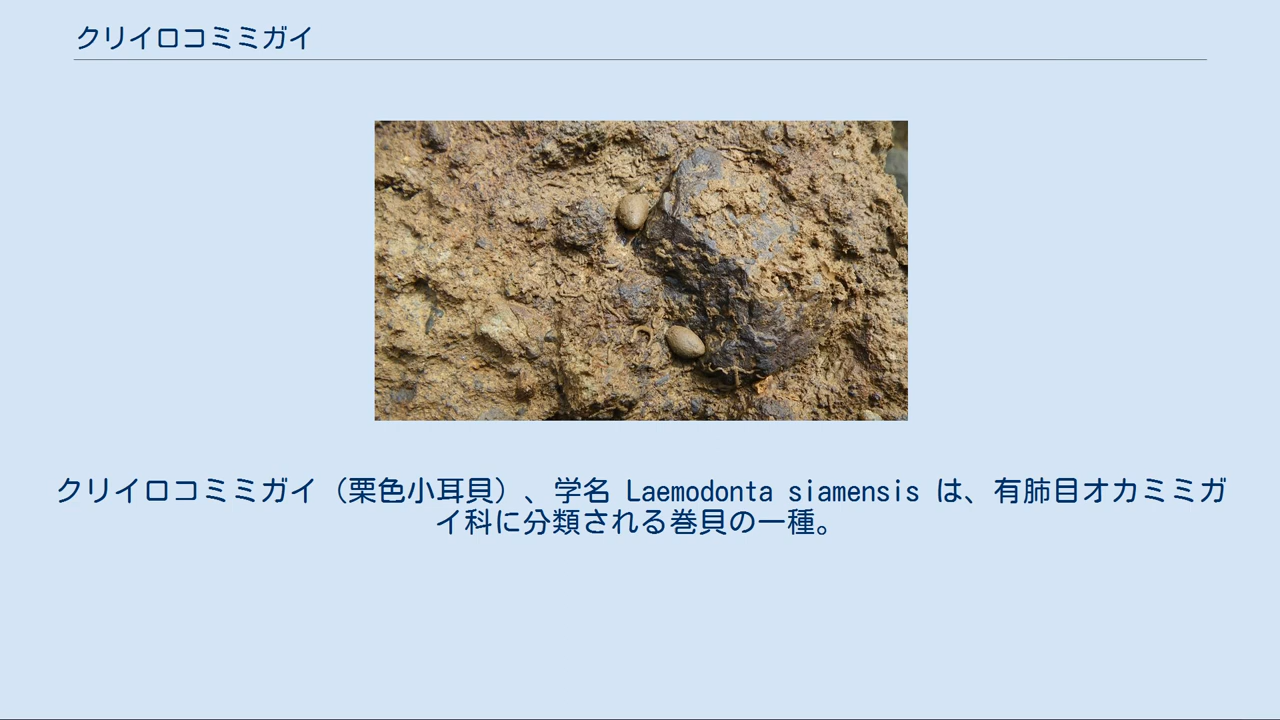 クリイロコミミガイ
クリイロコミミガイ（栗色小耳貝）、学名 Laemodonta siamensis は、有肺目オカミミガ
イ科に分類される巻貝の一種。